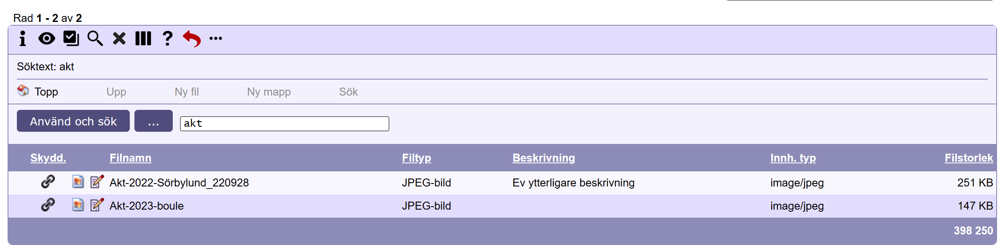 Rad 1 - 2 av 2
Söktext: akt
Topp Upp Ny fil Ny mapp Sök
Använd och sök ... akt
Skydd. Filnamn Filtyp Beskrivning Innh. typ Filstorlek
Akt-2022-Sörbylund_220928 JPEG-bild Ev ytterligare beskrivning image/jpeg 251 KB
Akt-2023-boule JPEG-bild image/jpeg 147 KB
398 250